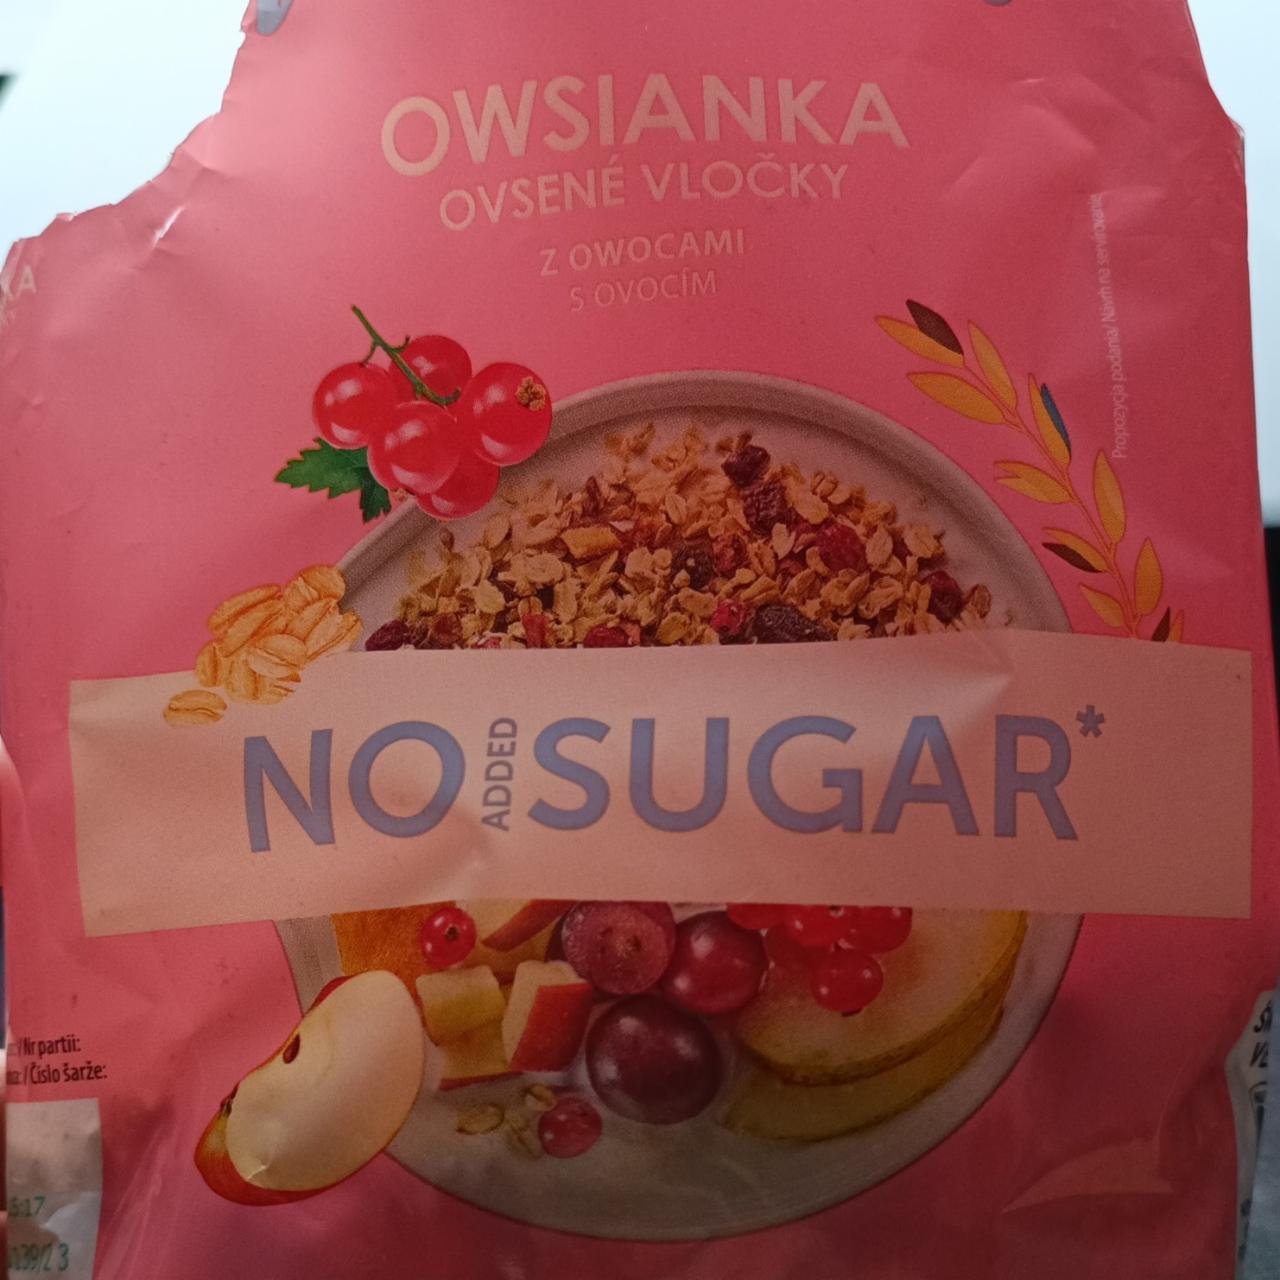 OWSIANKA
OVSENÉ VLOČKY
Z OWOCAMI
S OVOCÍM
Propozycja podania/ Návrh na servírovanie
NO ADDED SUGAR*
/Nr partii:
/ Číslo šarže: